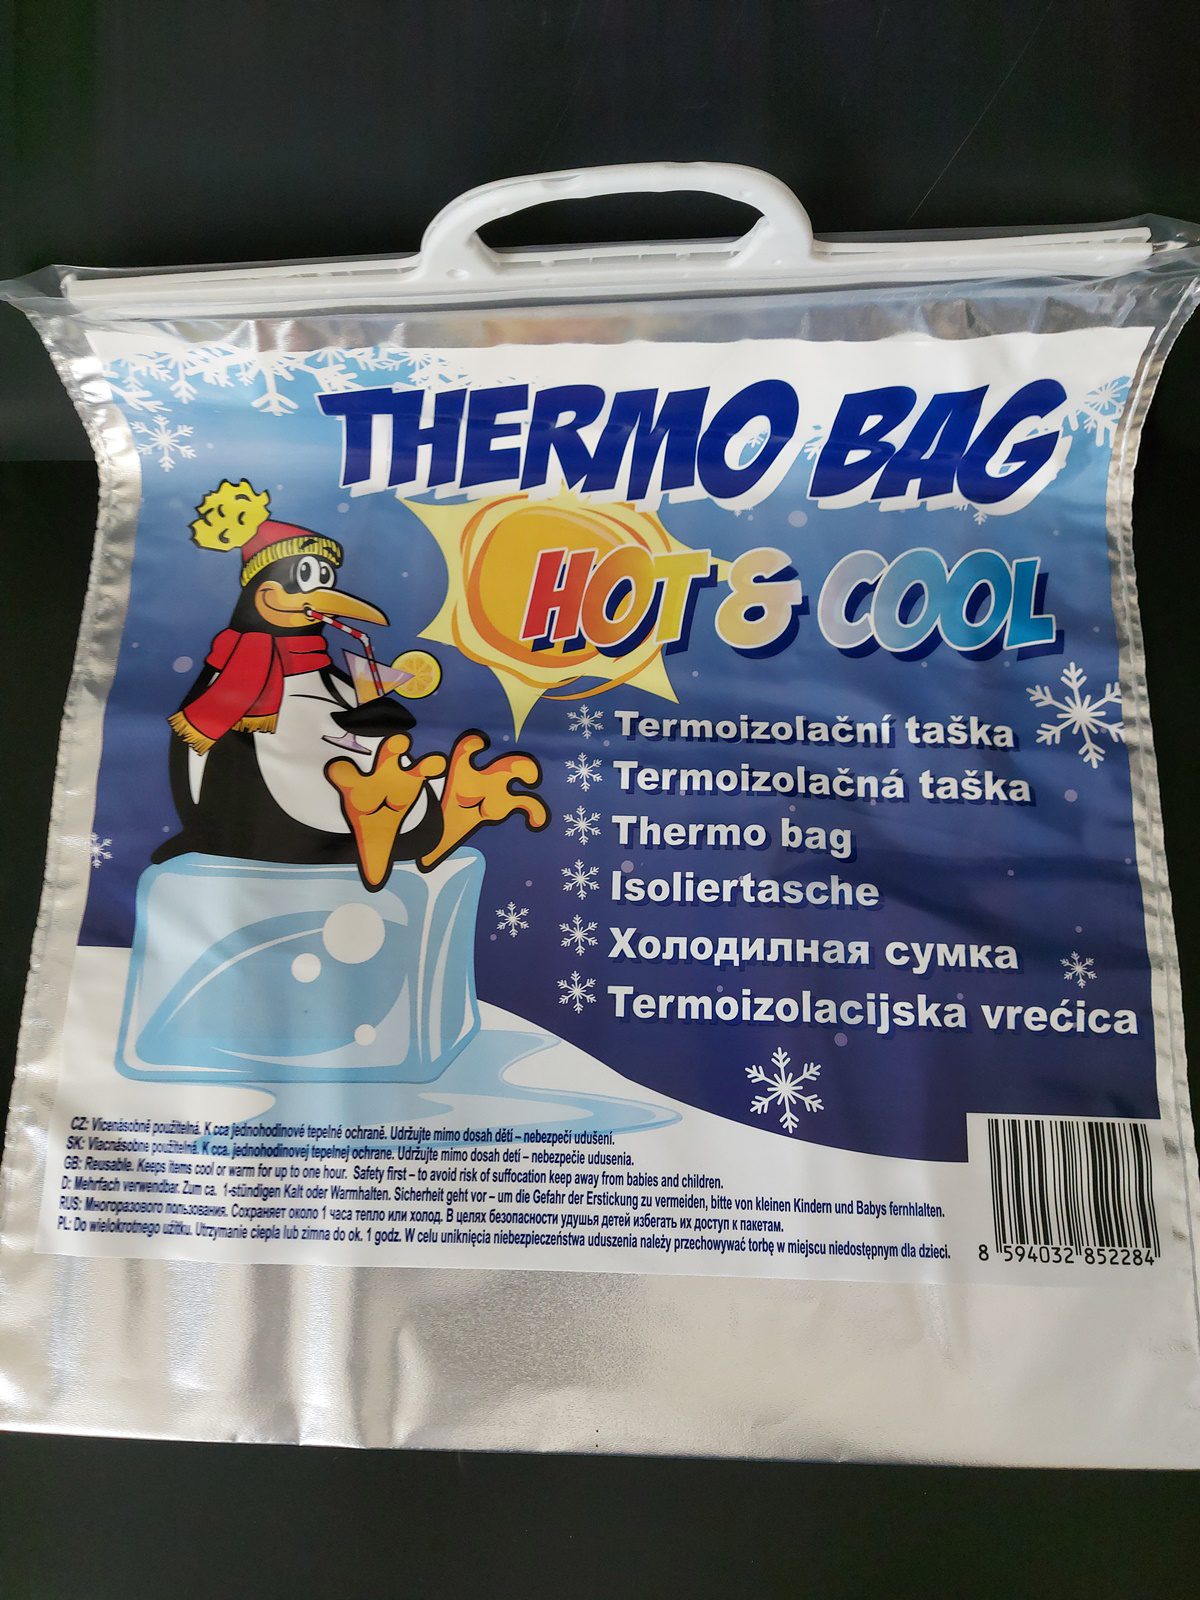 THERMO BAG
HOT & COOL
Termoizolační taška
Termoizolačná taška
Thermo bag
Isoliertasche
Холодилная сумка
Termoizolacijska vrećica
CZ: Vícenásobně použitelná. K cca jednohodinové tepelné ochraně. Udržujte mimo dosah dětí – nebezpečí udušení.
SK: Viacnásobne použitelná. K cca. jednohodinovej tepelnej ochrane. Udržujte mimo dosah detí – nebezpečie udusenia.
GB: Reusable. Keeps items cool or warm for up to one hour. Safety first – to avoid risk of suffocation keep away from babies and children.
D: Mehrfach verwendbar. Zum ca. 1-stündigen Kalt oder Warmhalten. Sicherheit geht vor – um die Gefahr der Erstickung zu vermeiden, bitte von kleinen Kindern und Babys fernhlalten.
RUS: Многоразового пользования. Сохраняет около 1 часа тепло или холод. В целях безопасности удушья детей избегать их доступ к пакетам.
PL: Do wielokrotnego užitku. Utrzymanie ciepla lub zimna do ok. 1 godz. W celu uniknięcia niebezpieczeństwa uduszenia należy przechowywać torbę w miejscu niedostępnym dla dzieci.
8 594032 852284